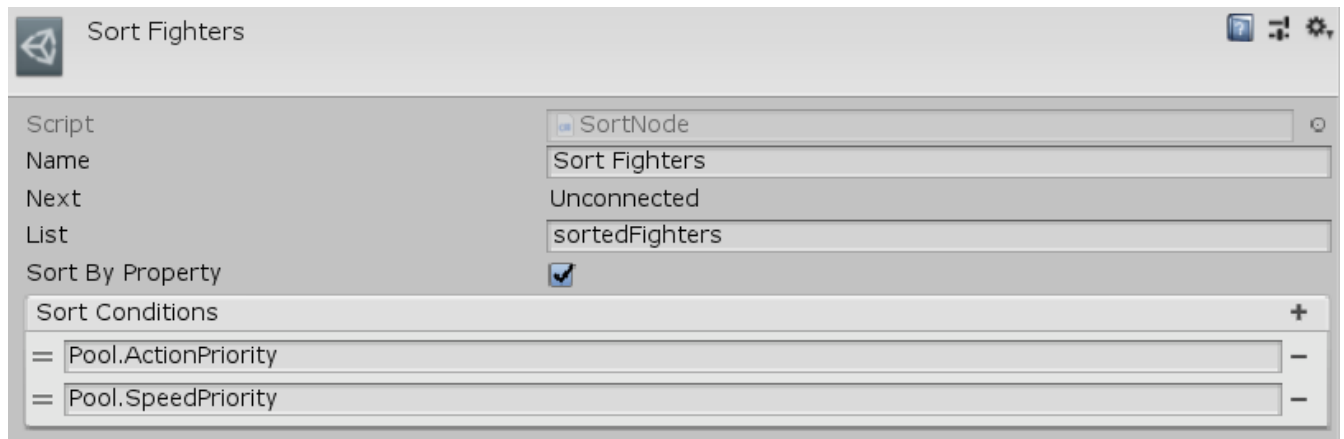 Sort Fighters
Script SortNode
Name Sort Fighters
Next Unconnected
List sortedFighters
Sort By Property
Sort Conditions +
= Pool.ActionPriority −
= Pool.SpeedPriority −